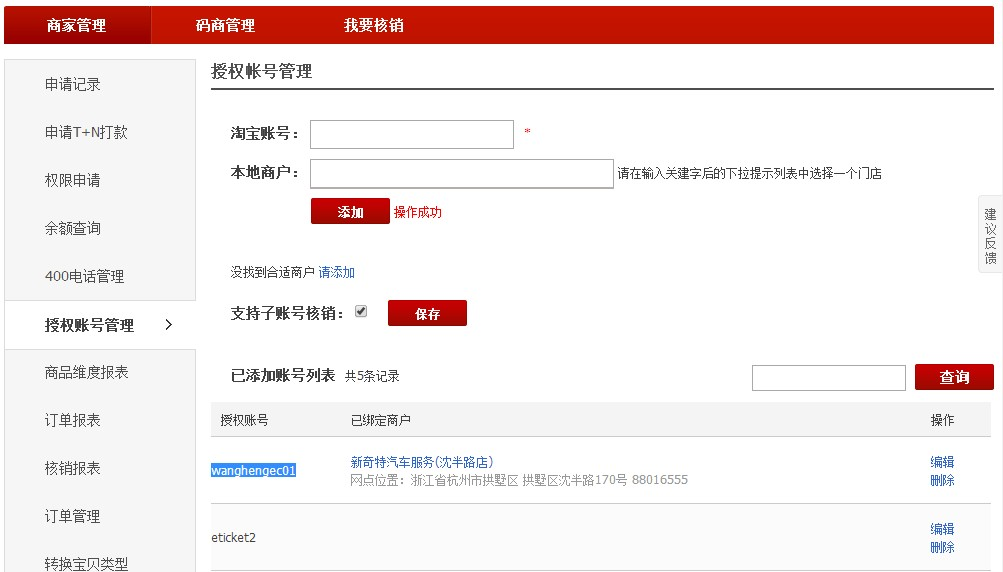 商家管理 码商管理 我要核销
申请记录
申请T+N打款
权限申请
余额查询
400电话管理
授权账号管理
商品维度报表
订单报表
核销报表
订单管理
转换宝贝类型
授权帐号管理
淘宝账号： *
本地商户： 请在输入关建字后的下拉提示列表中选择一个门店
添加 操作成功
没找到合适商户 请添加
支持子账号核销： 保存
已添加账号列表 共5条记录 查询
授权账号 已绑定商户 操作
wanghengec01 新奇特汽车服务(沈半路店) 编辑
网点位置：浙江省杭州市拱墅区 拱墅区沈半路170号 88016555 删除
eticket2 编辑
删除
建议反馈